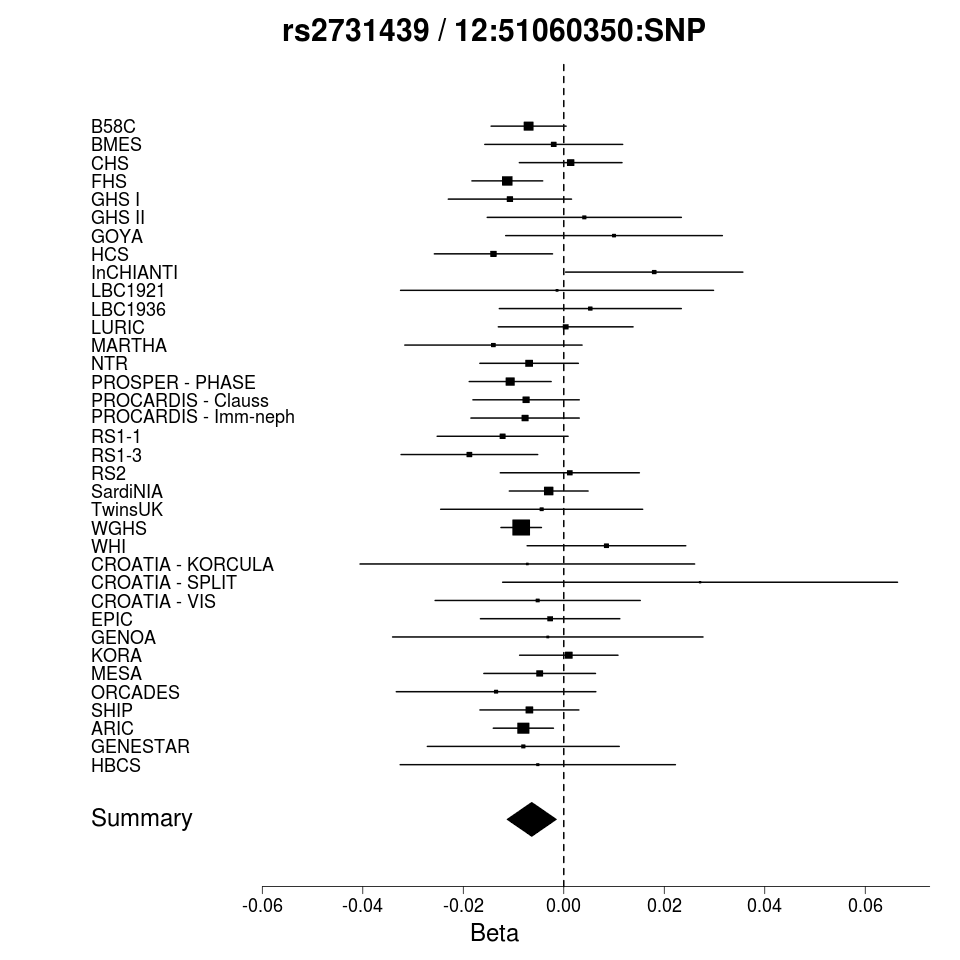 rs2731439 / 12:51060350:SNP
B58C
BMES
CHS
FHS
GHS I
GHS II
GOYA
HCS
InCHIANTI
LBC1921
LBC1936
LURIC
MARTHA
NTR
PROSPER - PHASE
PROCARDIS - Clauss
PROCARDIS - Imm-neph
RS1-1
RS1-3
RS2
SardiNIA
TwinsUK
WGHS
WHI
CROATIA - KORCULA
CROATIA - SPLIT
CROATIA - VIS
EPIC
GENOA
KORA
MESA
ORCADES
SHIP
ARIC
GENESTAR
HBCS
Summary
-0.06 -0.04 -0.02 0.00 0.02 0.04 0.06
Beta